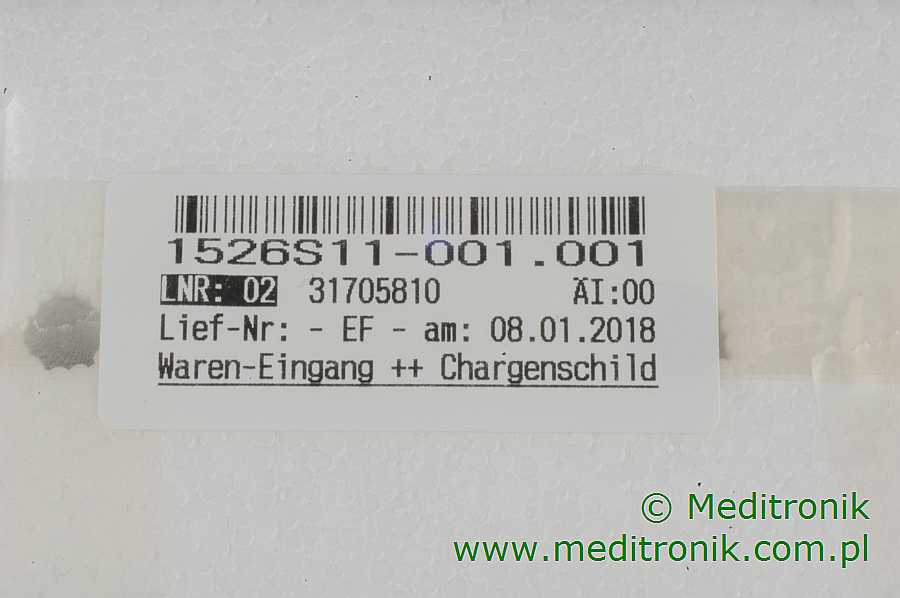 1526S11-001.001
LNR: 02 31705810 ÄI:00
Lief-Nr: - EF - am: 08.01.2018
Waren-Eingang ++ Chargenschild
© Meditronik
www.meditronik.com.pl